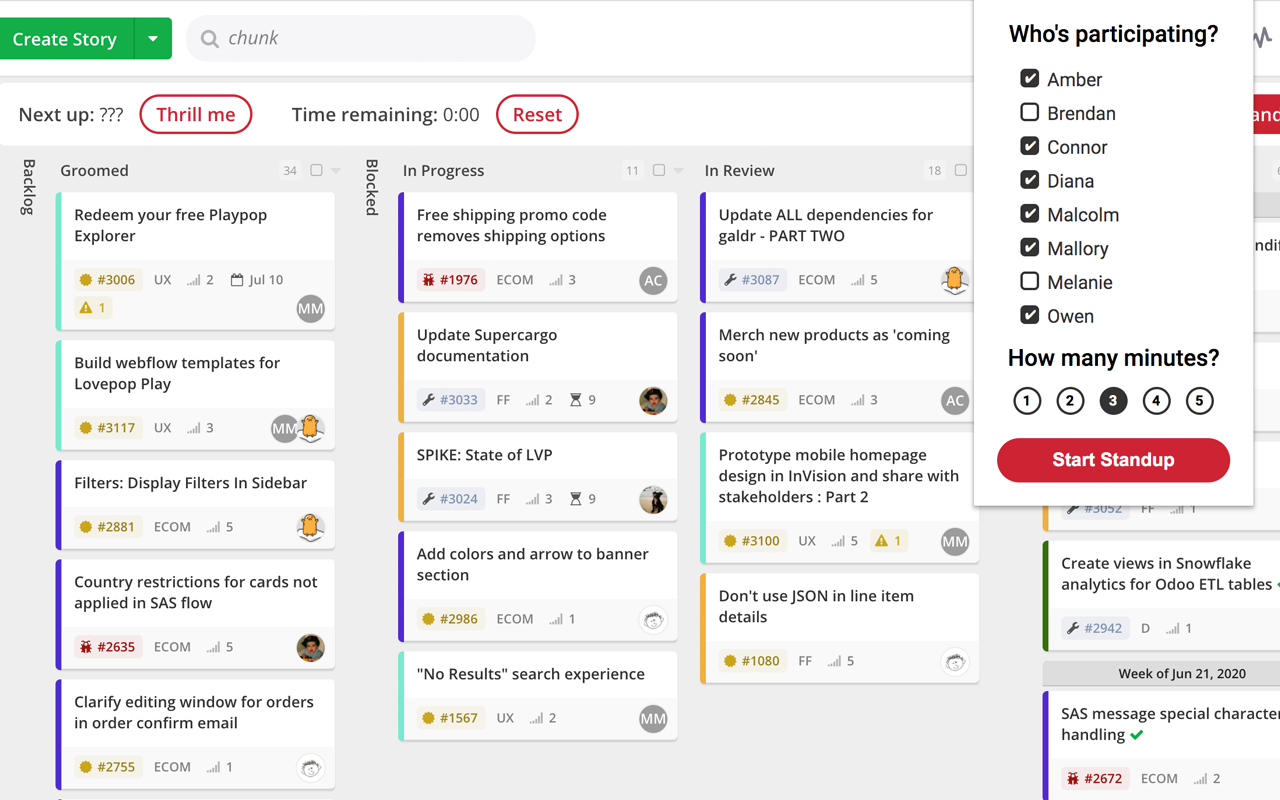 Create Story
chunk
Next up: ???
Thrill me
Time remaining: 0:00
Reset
Backlog
Groomed
34
Redeem your free Playpop
Explorer
#3006 UX 2 Jul 10
1
MM
Build webflow templates for
Lovepop Play
#3117 UX 3
MM
Filters: Display Filters In Sidebar
#2881 ECOM 5
Country restrictions for cards not
applied in SAS flow
#2635 ECOM 5
Clarify editing window for orders
in order confirm email
#2755 ECOM 1
Blocked
In Progress
11
Free shipping promo code
removes shipping options
#1976 ECOM 3
AC
Update Supercargo
documentation
#3033 FF 2 9
SPIKE: State of LVP
#3024 FF 3 9
Add colors and arrow to banner
section
#2986 ECOM 1
"No Results" search experience
#1567 UX 2
MM
In Review
18
Update ALL dependencies for
galdr - PART TWO
#3087 ECOM 5
Merch new products as 'coming
soon'
#2845 ECOM 3
AC
Prototype mobile homepage
design in InVision and share with
stakeholders : Part 2
#3100 UX 5 1
MM
Don't use JSON in line item
details
#1080 FF 5
Who's participating?
Amber
Brendan
Connor
Diana
Malcolm
Mallory
Melanie
Owen
How many minutes?
1 2 3 4 5
Start Standup
#3052 FF 1
Create views in Snowflake
analytics for Odoo ETL tables
#2942 D 1
Week of Jun 21, 2020
SAS message special character
handling
#2672 ECOM 2